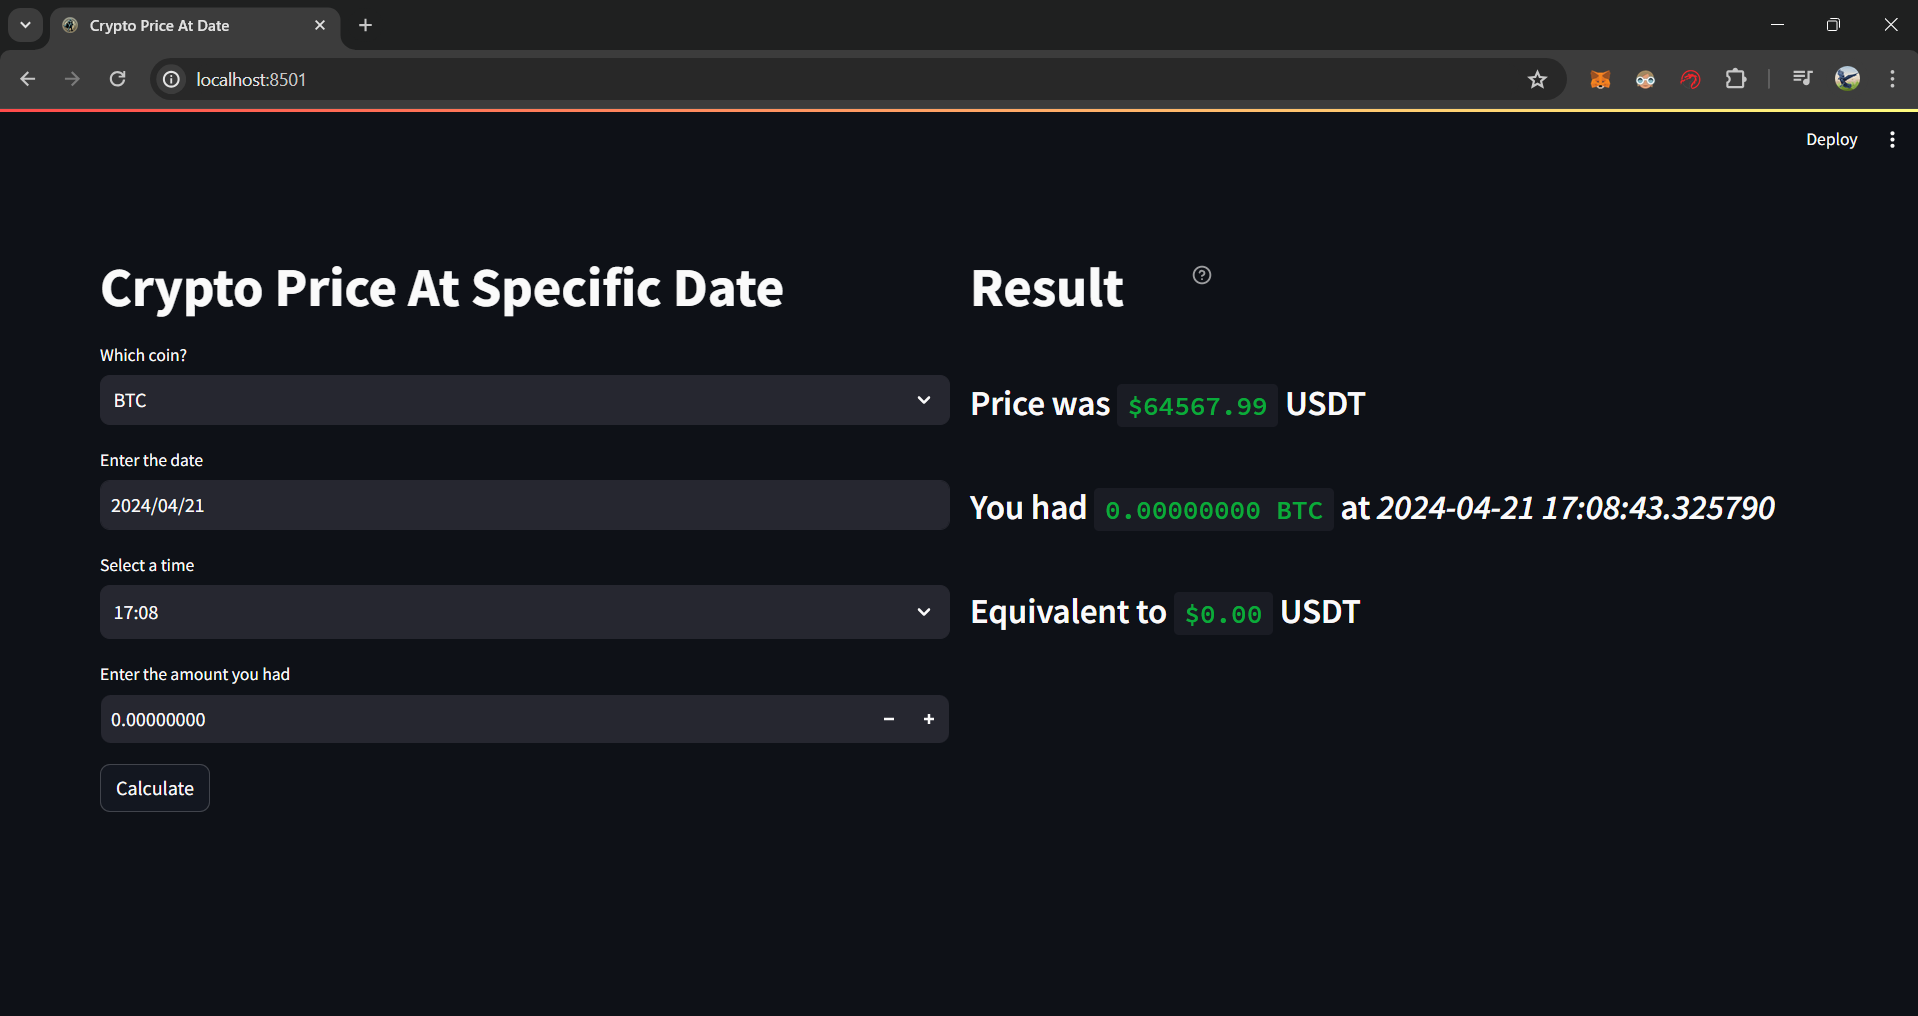 Crypto Price At Date
localhost:8501
Deploy
Crypto Price At Specific Date
Which coin?
BTC
Enter the date
2024/04/21
Select a time
17:08
Enter the amount you had
0.00000000
Calculate
Result
Price was $64567.99 USDT
You had 0.00000000 BTC at 2024-04-21 17:08:43.325790
Equivalent to $0.00 USDT